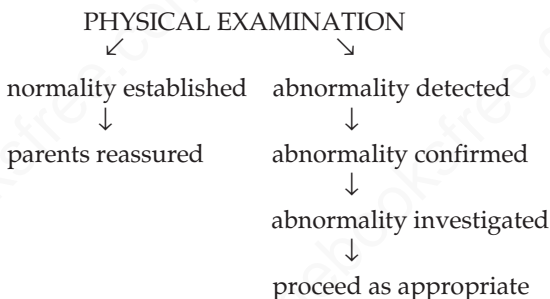 PHYSICAL EXAMINATION
↙ ↘
normality established abnormality detected
↓ ↓
parents reassured abnormality confirmed
↓
abnormality investigated
↓
proceed as appropriate